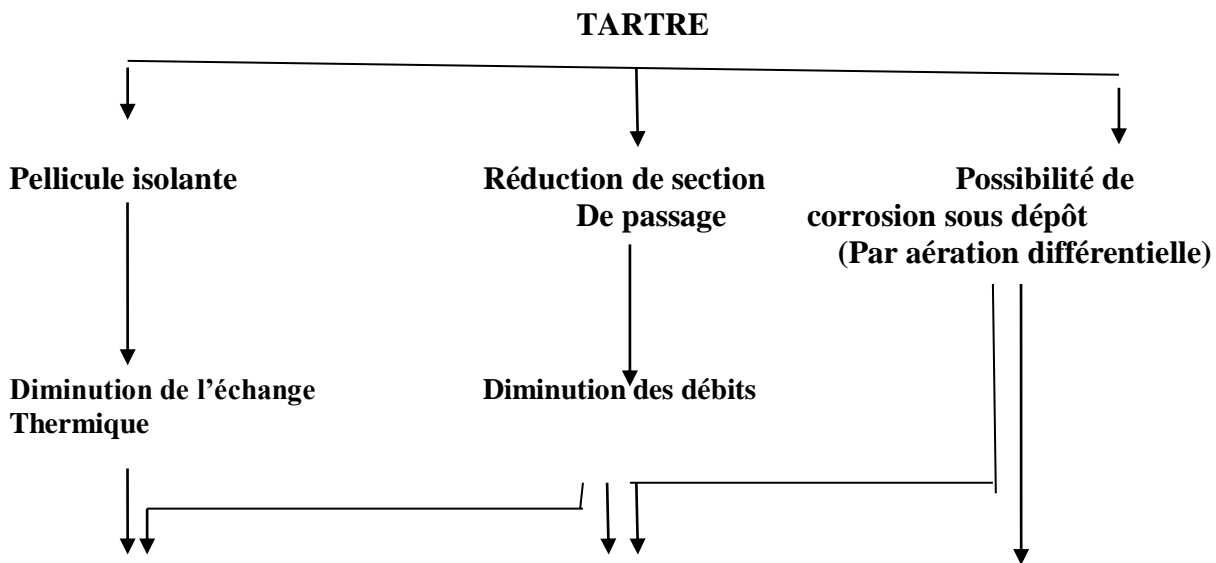 TARTRE
Pellicule isolante
Réduction de section
De passage
Possibilité de
corrosion sous dépôt
(Par aération différentielle)
Diminution de l’échange
Thermique
Diminution des débits